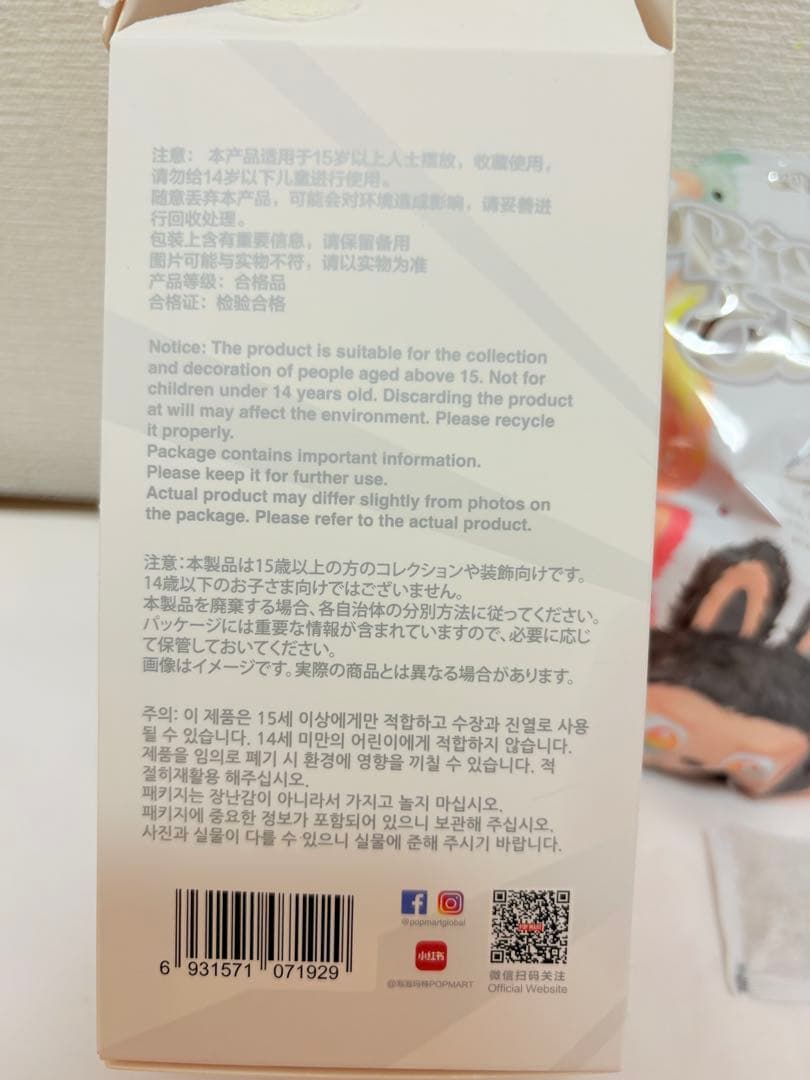 注意： 本产品适用于15岁以上人士摆放，收藏使用，
请勿给14岁以下儿童进行使用。
随意丢弃本产品，可能会对环境造成影响，请妥善进
行回收处理。
包装上含有重要信息，请保留备用
图片可能与实物不符，请以实物为准
产品等级：合格品
合格证：检验合格
Notice: The product is suitable for the collection
and decoration of people aged above 15. Not for
children under 14 years old. Discarding the product
at will may affect the environment. Please recycle
it properly.
Package contains important information.
Please keep it for further use.
Actual product may differ slightly from photos on
the package. Please refer to the actual product.
注意：本製品は15歳以上の方のコレクションや装飾向けです。
14歳以下のお子さま向けではございません。
本製品を廃棄する場合、各自治体の分別方法に従ってください。
パッケージには重要な情報が含まれていますので、必要に応じ
て保管しておいてください。
画像はイメージです。実際の商品とは異なる場合があります。
주의: 이 제품은 15세 이상에게만 적합하고 수장과 진열로 사용
될 수 있습니다. 14세 미만의 어린이에게 적합하지 않습니다.
제품을 임의로 폐기 시 환경에 영향을 끼칠 수 있습니다. 적
절히재활용 해주십시오.
패키지는 장난감이 아니라서 가지고 놀지 마십시오.
패키지에 중요한 정보가 포함되어 있으니 보관해 주십시오.
사진과 실물이 다를 수 있으니 실물에 준해 주시기 바랍니다.
6 931571 071929
@popmartglobal
小红书
@泡泡玛特POPMART
POP MART
微信扫码关注
Official Website